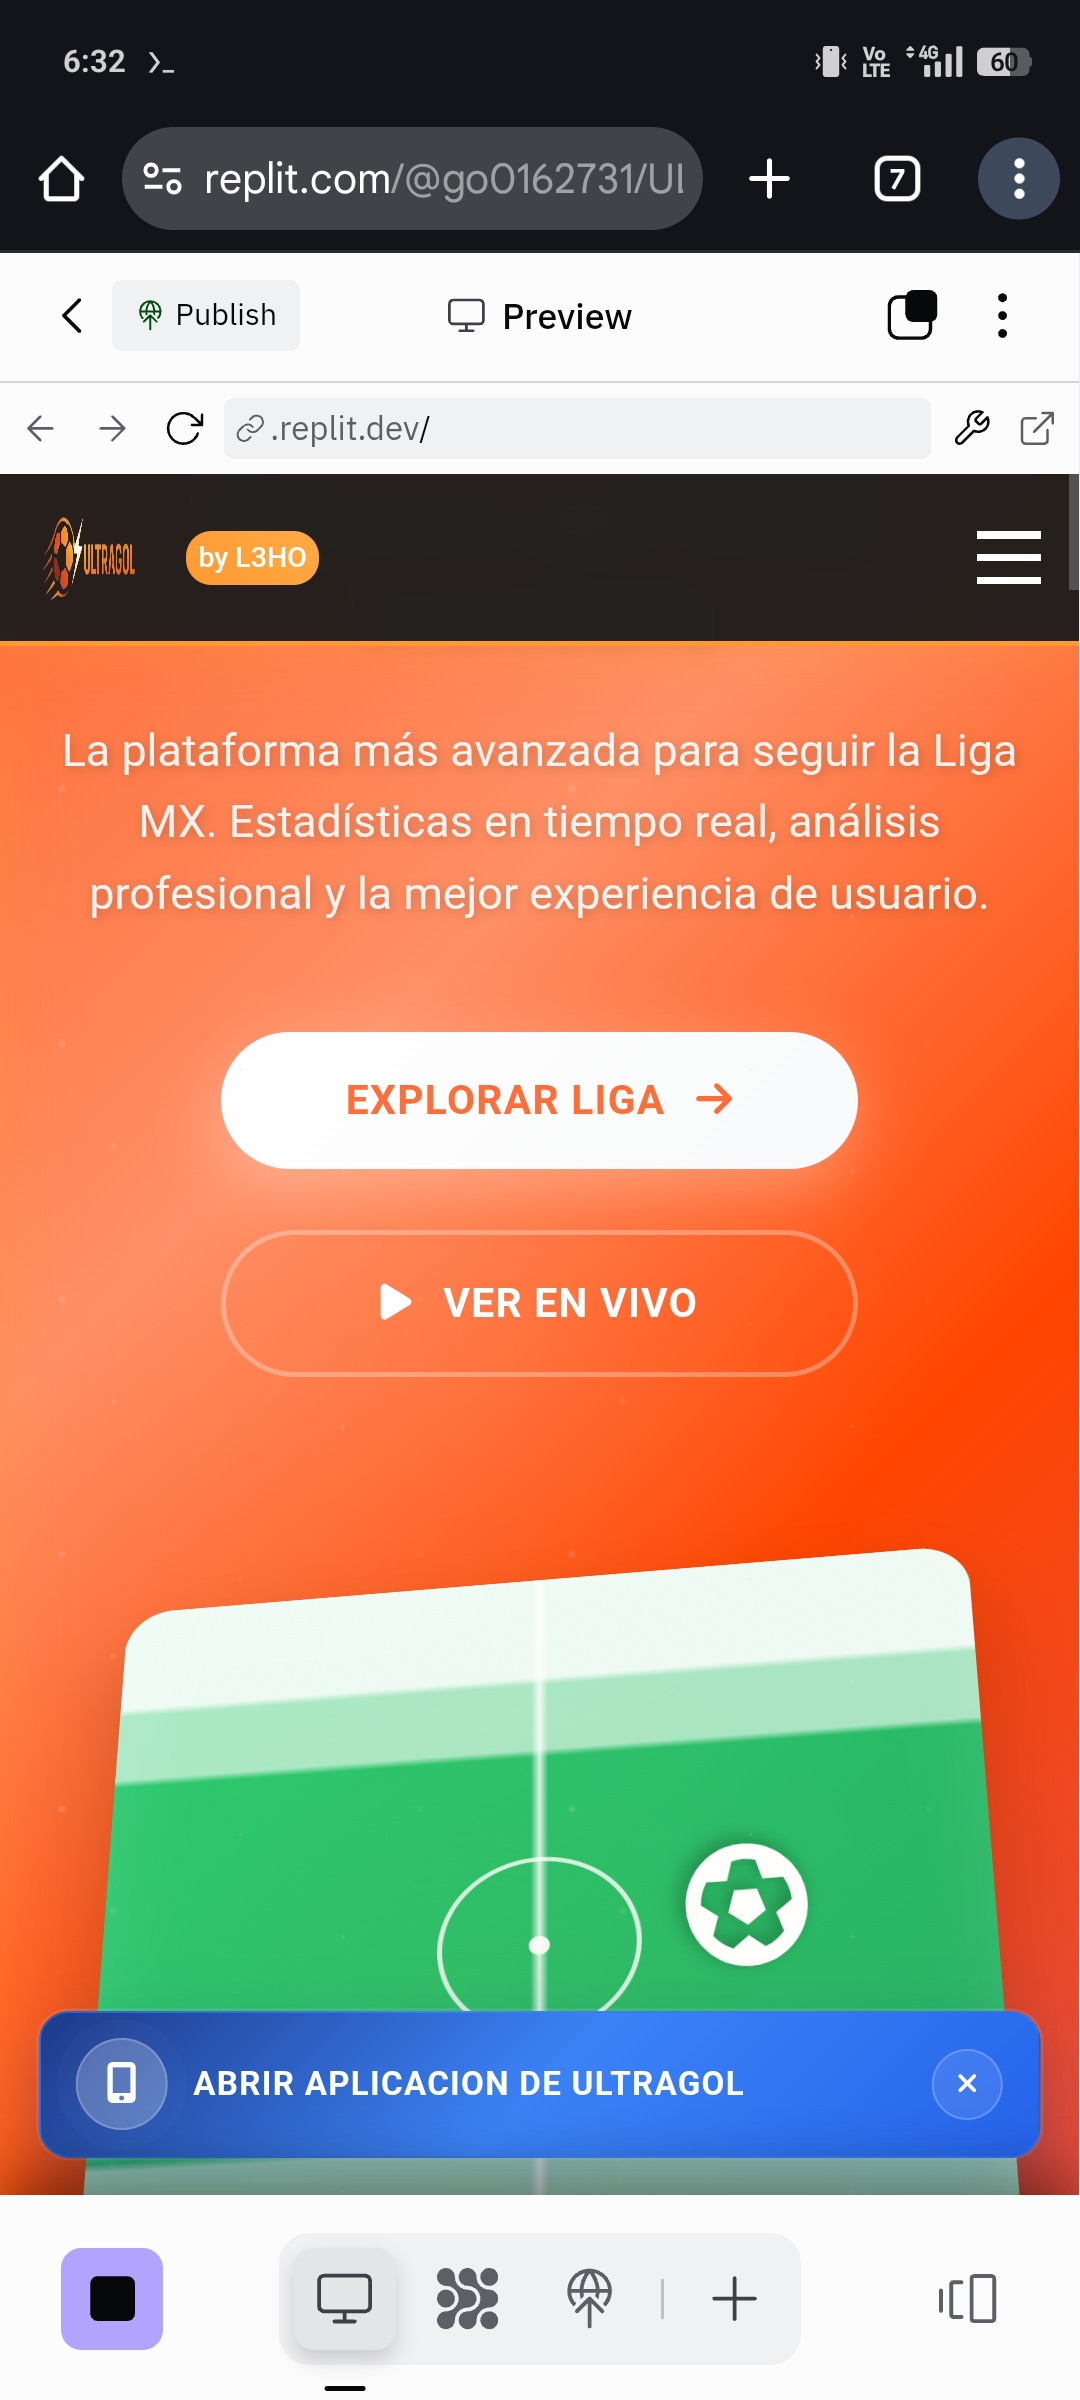 6:32
Vo
LTE
4G
60
replit.com/@go0162731/Ul
7
Publish
Preview
.replit.dev/
ULTRAGOL
by L3HO
La plataforma más avanzada para seguir la Liga
MX. Estadísticas en tiempo real, análisis
profesional y la mejor experiencia de usuario.
EXPLORAR LIGA
VER EN VIVO
ABRIR APLICACION DE ULTRAGOL